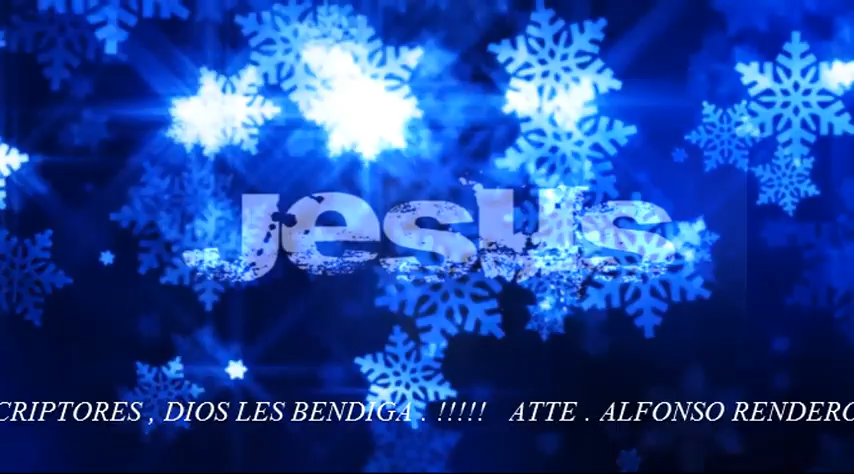 Jesus
CRIPTORES , DIOS LES BENDIGA . !!!!! ATTE . ALFONSO RENDERO